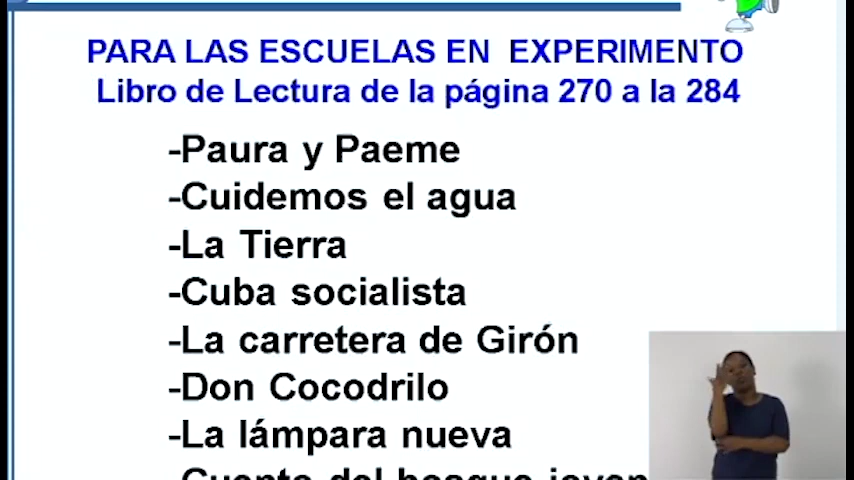 PARA LAS ESCUELAS EN EXPERIMENTO
Libro de Lectura de la página 270 a la 284
-Paura y Paeme
-Cuidemos el agua
-La Tierra
-Cuba socialista
-La carretera de Girón
-Don Cocodrilo
-La lámpara nueva
-Cuento del bosque joven